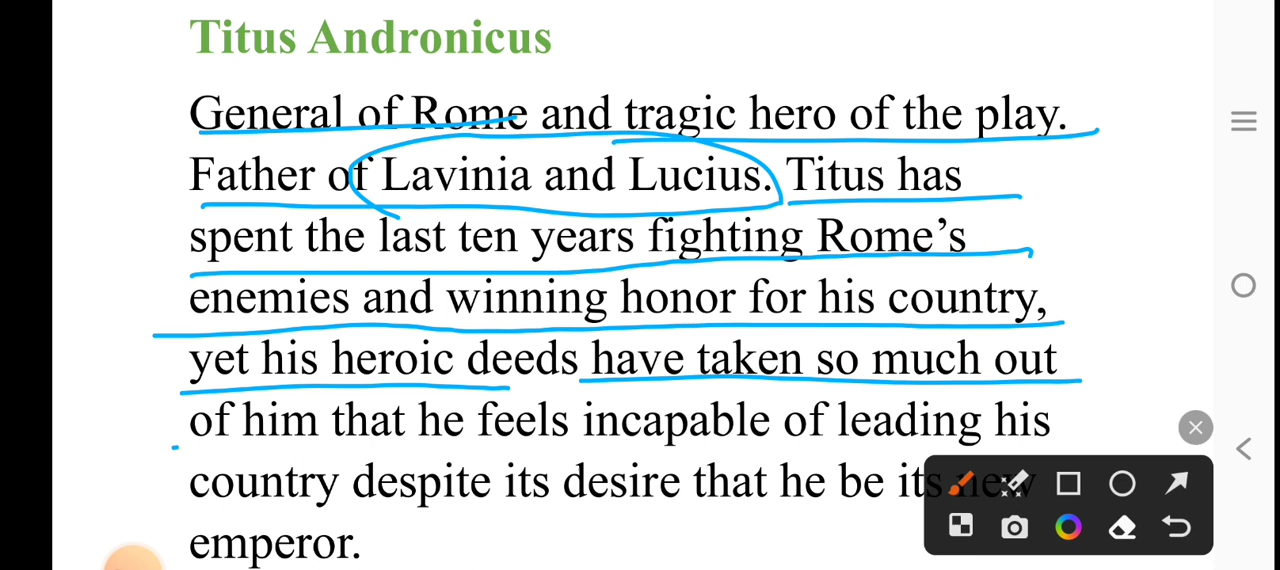 Titus Andronicus
General of Rome and tragic hero of the play.
Father of Lavinia and Lucius. Titus has
spent the last ten years fighting Rome's
enemies and winning honor for his country,
yet his heroic deeds have taken so much out
of him that he feels incapable of leading his
country despite its desire that he be its new
emperor.